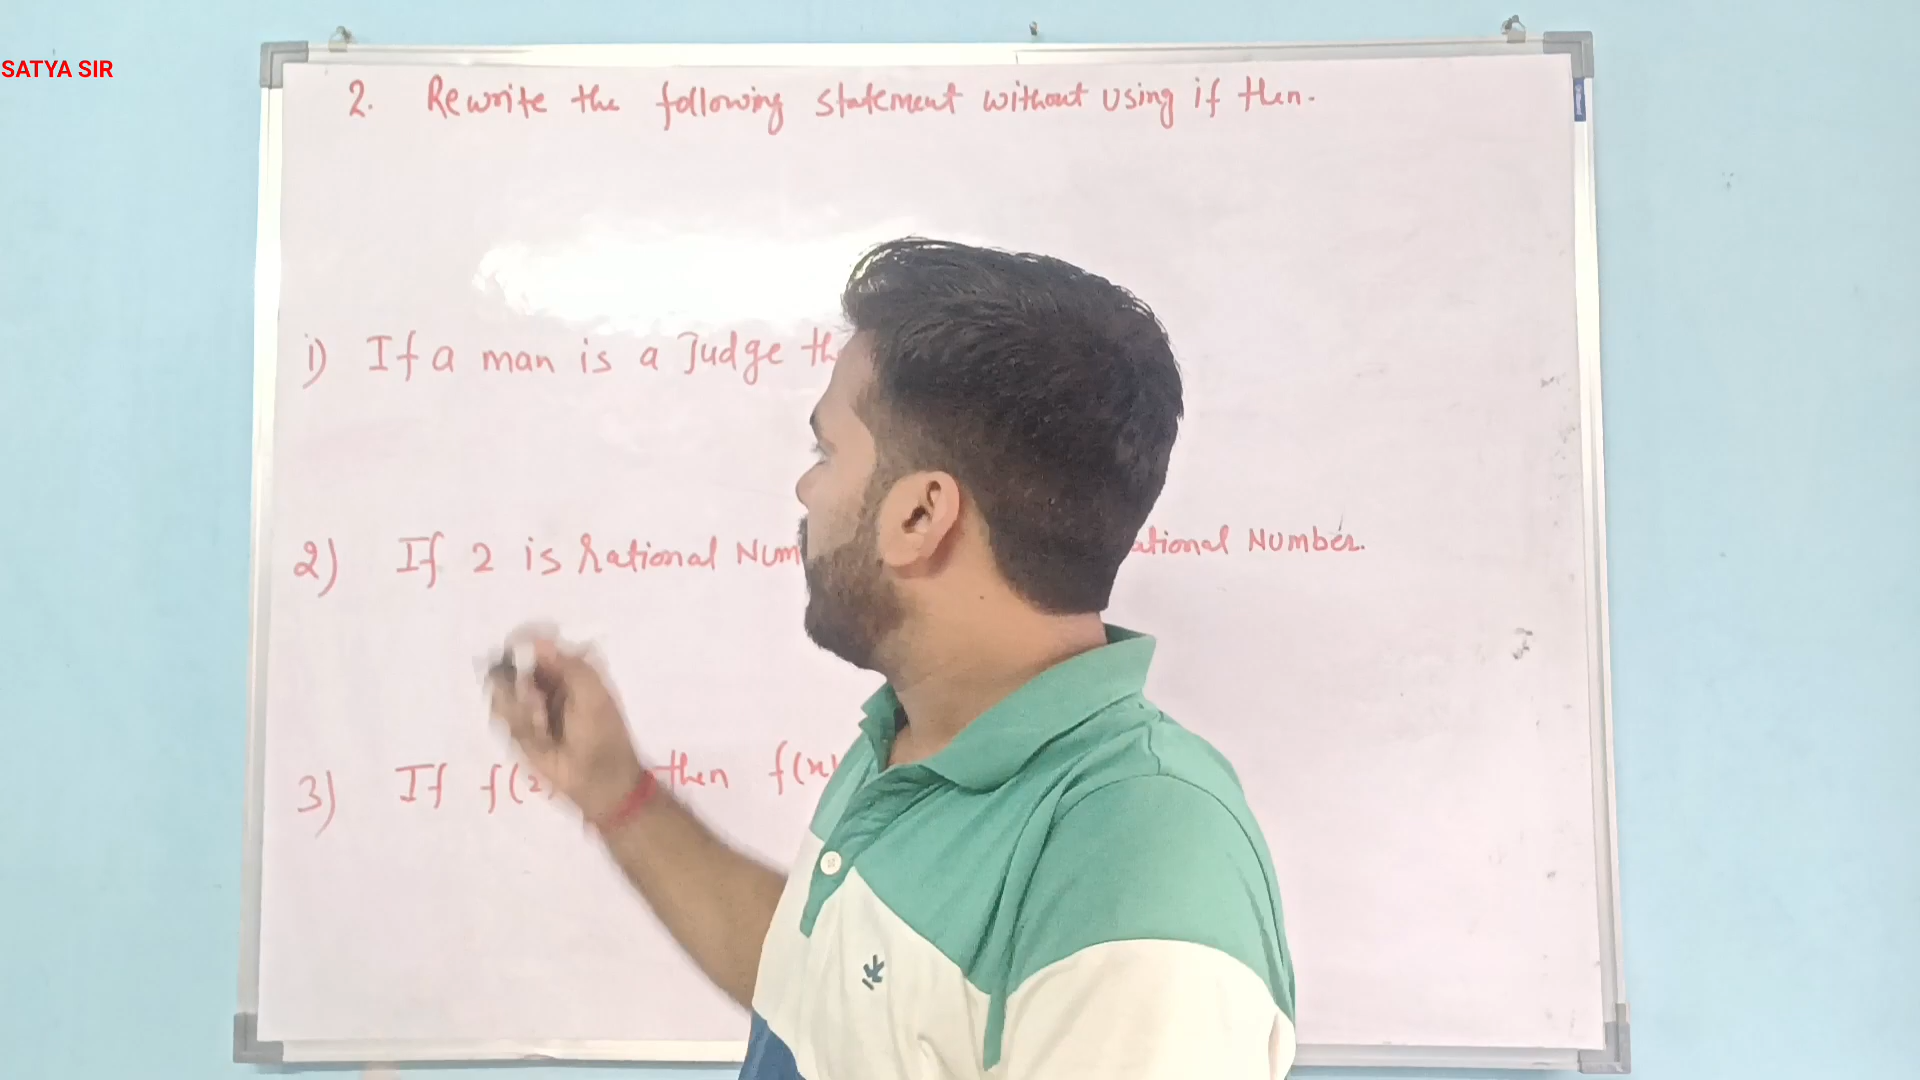 SATYA SIR
2. Rewrite the following statement without using if then.
1) If a man is a Judge th
2) If 2 is rational Num ational Number.
3) If f(2) then f(x)